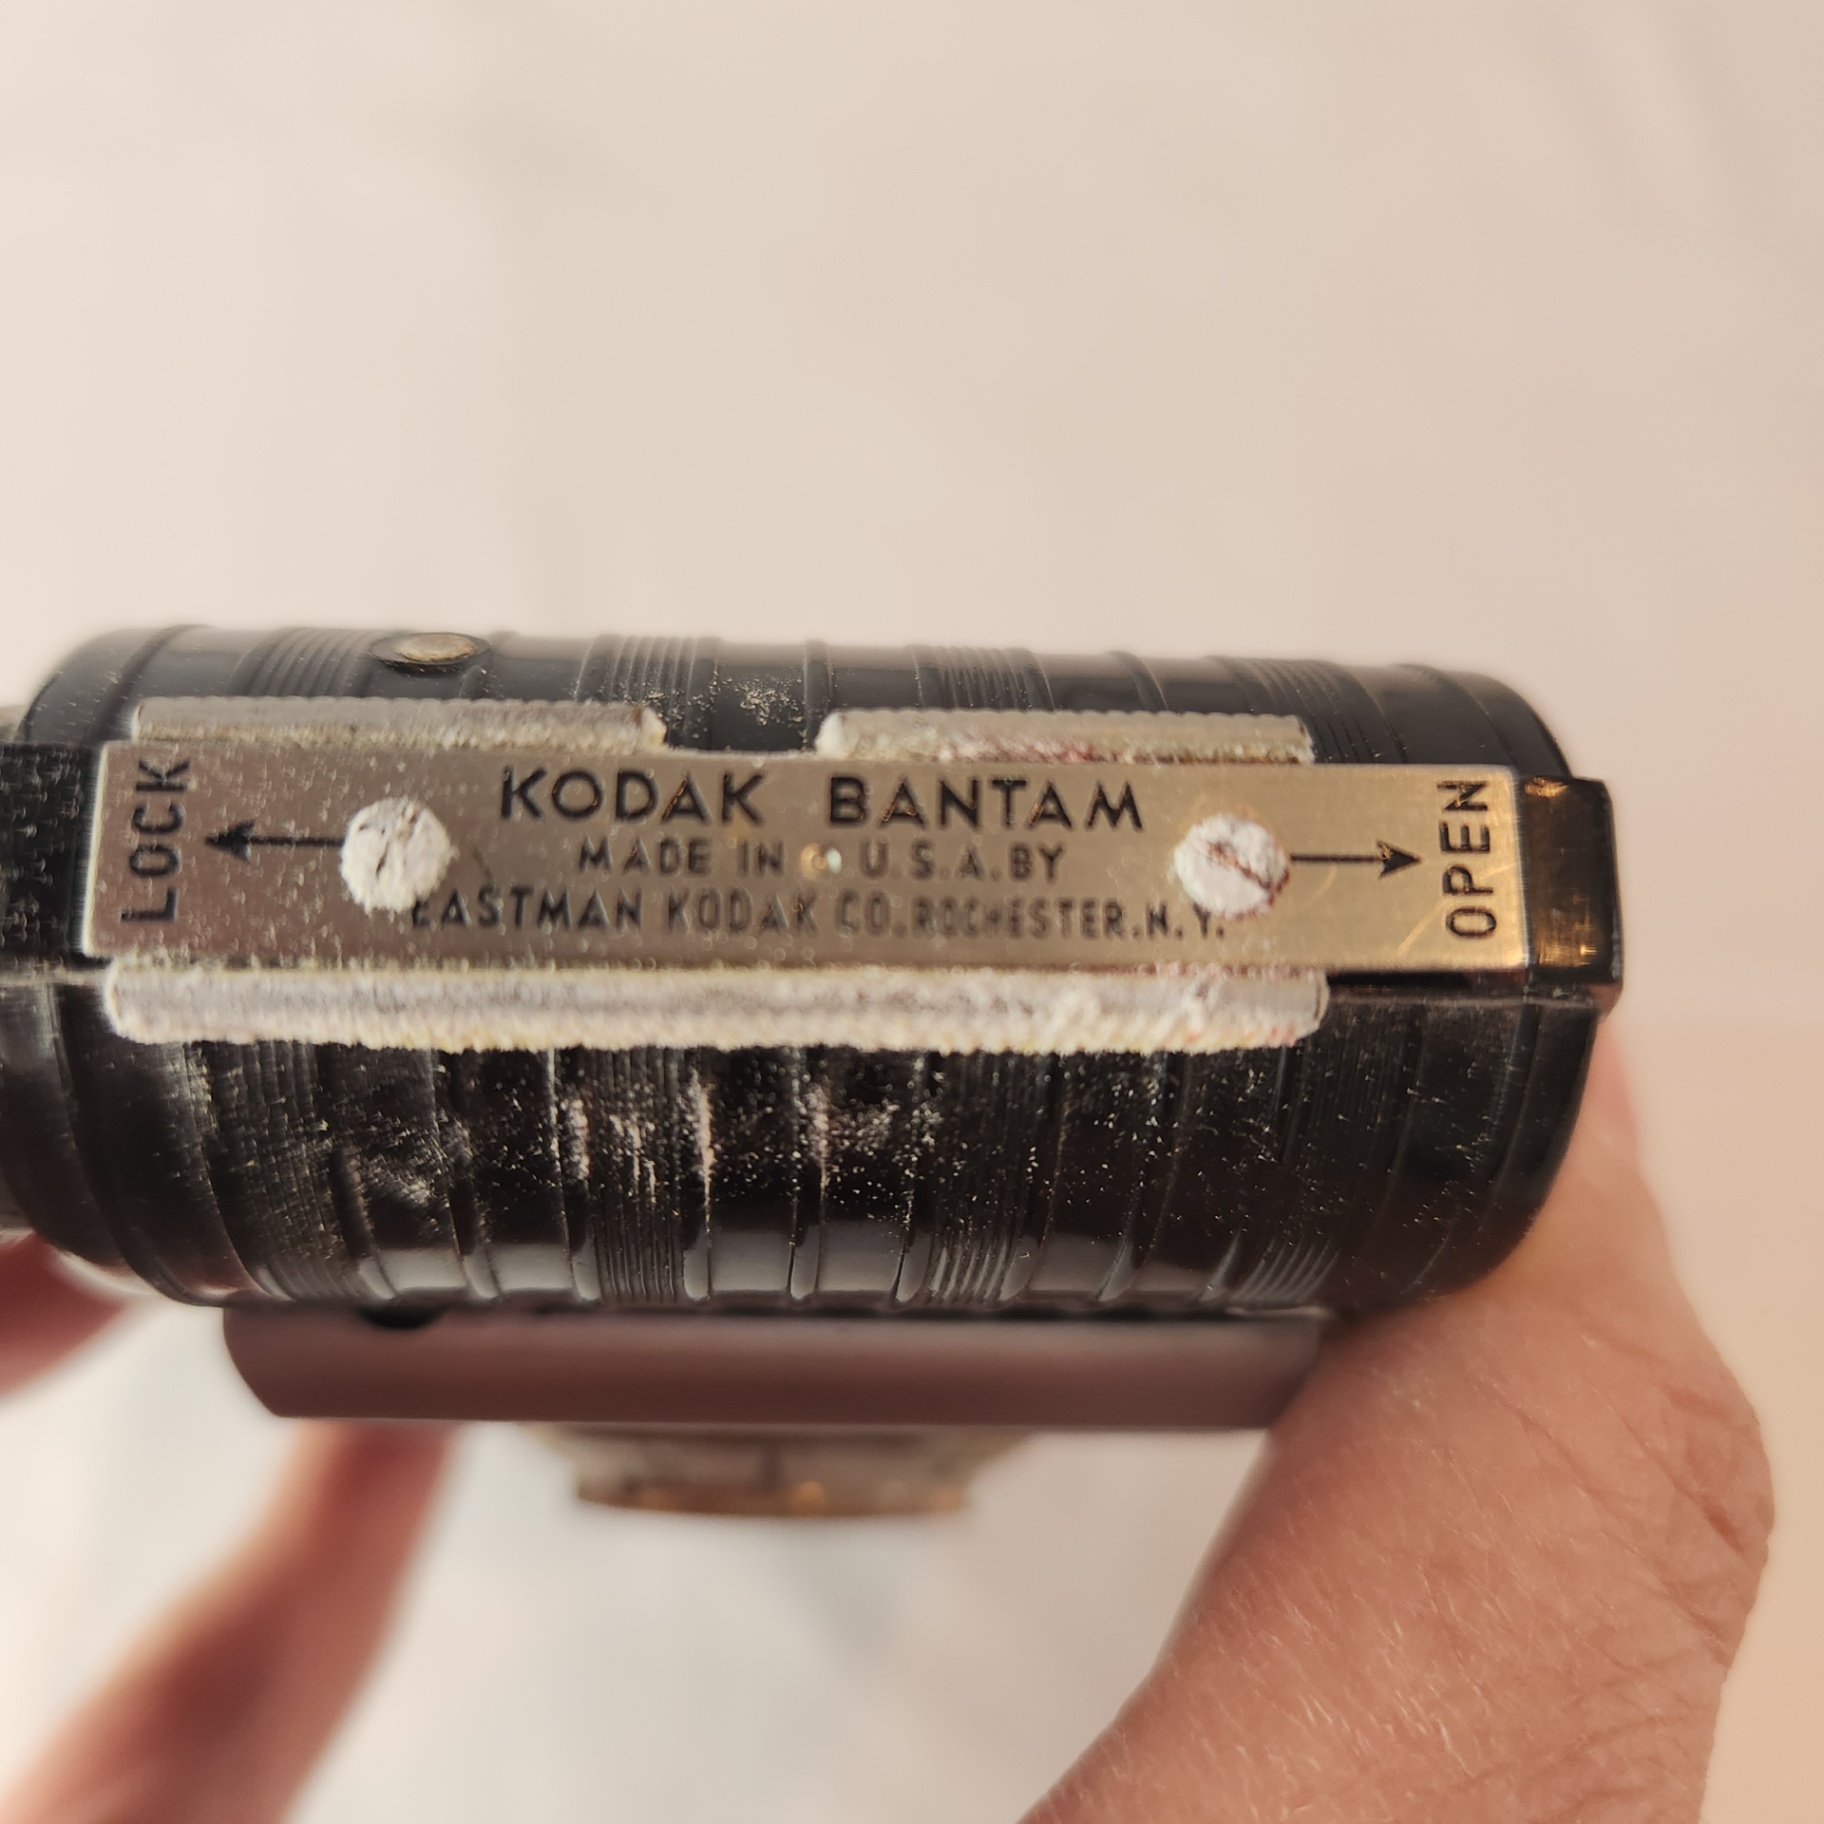 LOCK
KODAK BANTAM
MADE IN U.S.A. BY
EASTMAN KODAK CO. ROCHESTER. N.Y.
OPEN